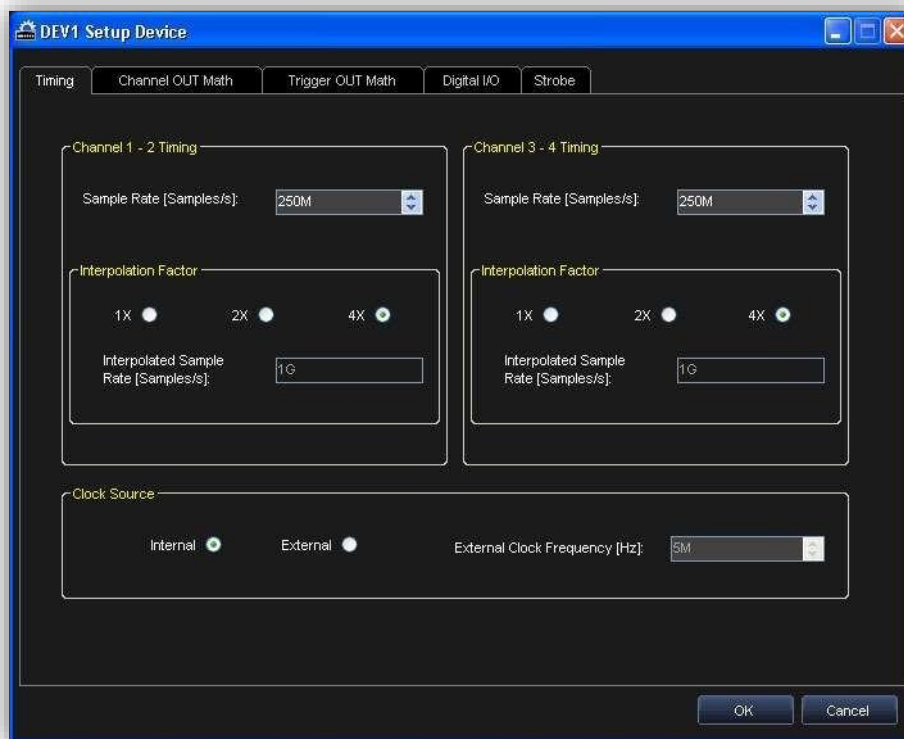 DEV1 Setup Device
Timing Channel OUT Math Trigger OUT Math Digital I/O Strobe
Channel 1 - 2 Timing
Sample Rate [Samples/s]: 250M
Interpolation Factor
1X 2X 4X
Interpolated Sample
Rate [Samples/s]: 1G
Channel 3 - 4 Timing
Sample Rate [Samples/s]: 250M
Interpolation Factor
1X 2X 4X
Interpolated Sample
Rate [Samples/s]: 1G
Clock Source
Internal External External Clock Frequency [Hz]: 5M
OK Cancel